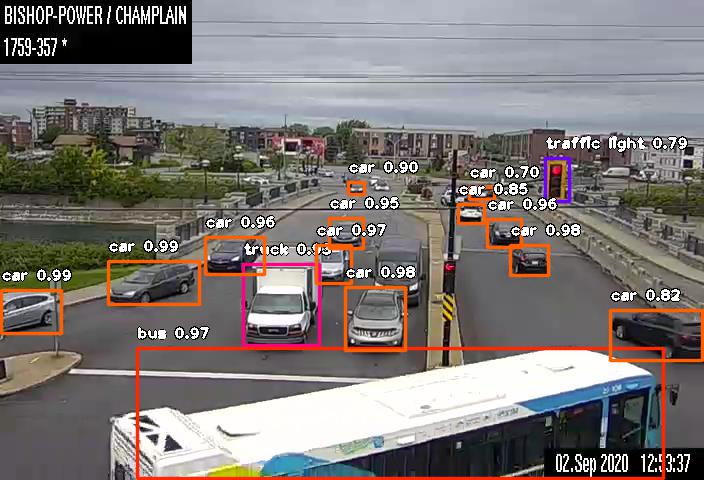 BISHOP-POWER / CHAMPLAIN
1759-357 *
traffic light 0.79
car 0.90
car 0.70
car 0.85
car 0.95
car 0.96
car 0.96
car 0.97
car 0.98
car 0.99
truck 0.95
car 0.99
car 0.98
car 0.82
bus 0.97
02.Sep 2020 12:53:37